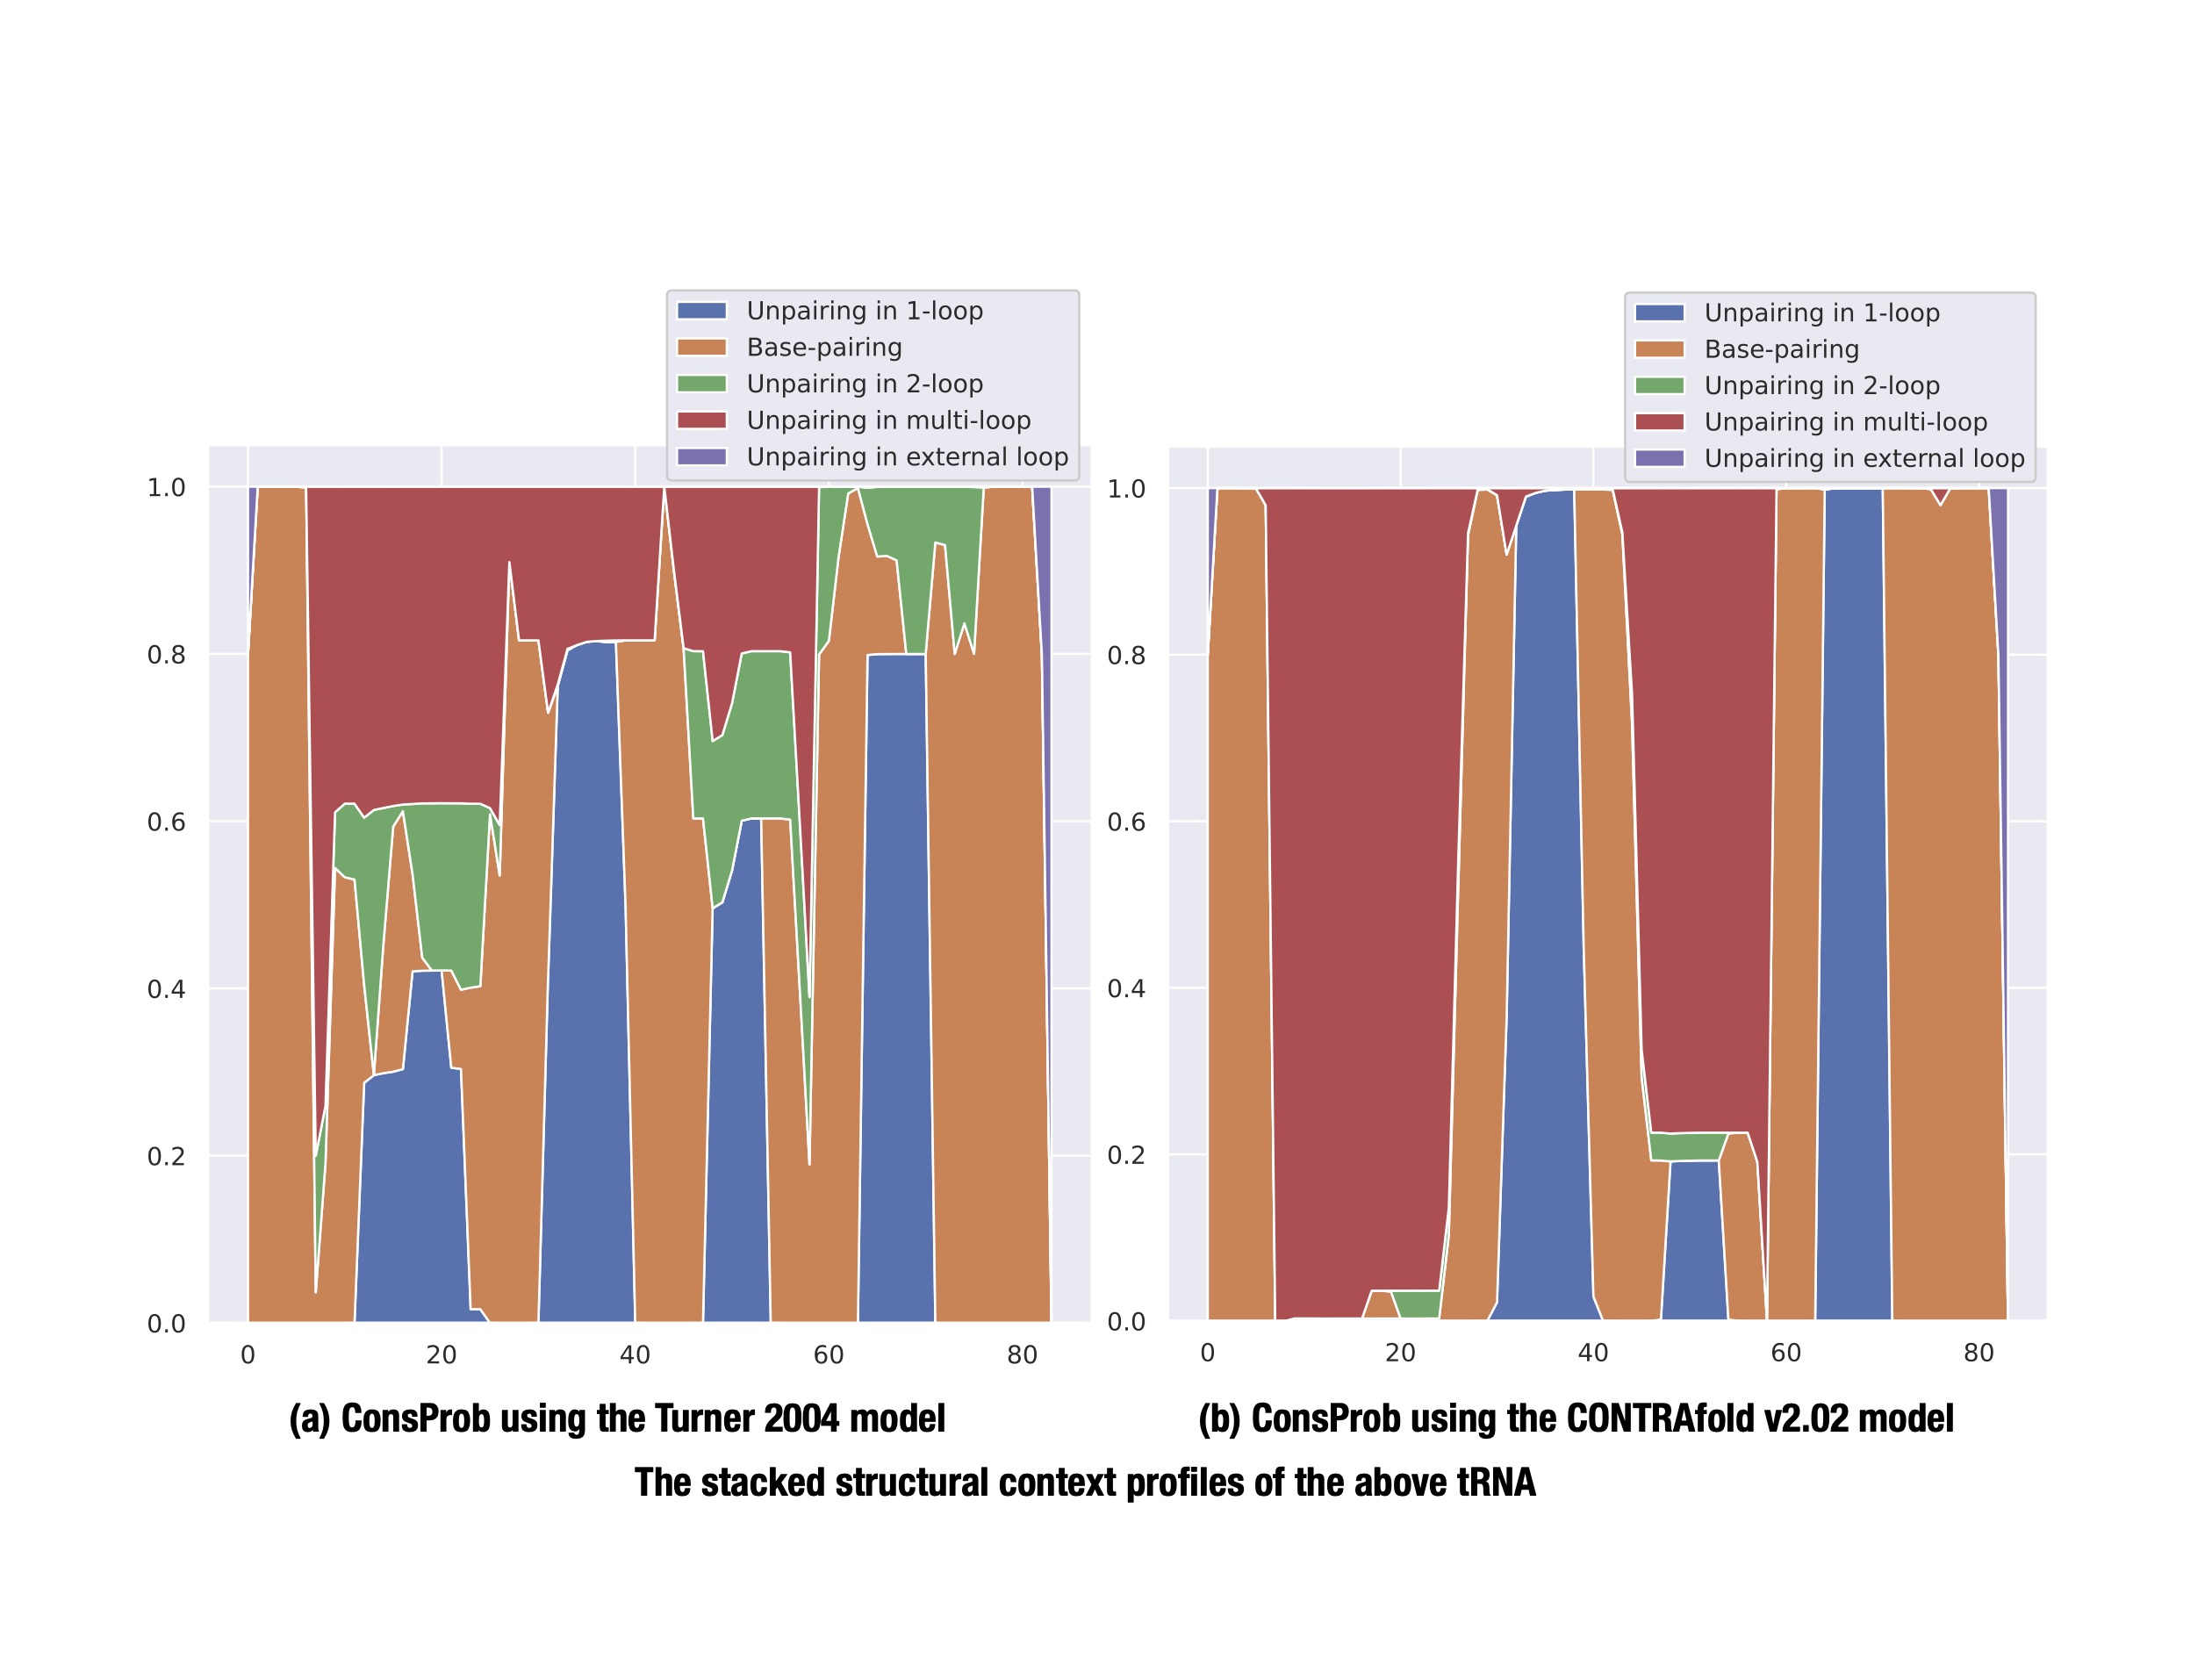 Unpairing in 1-loop
Base-pairing
Unpairing in 2-loop
Unpairing in multi-loop
Unpairing in external loop
1.0
0.8
0.6
0.4
0.2
0.0
0 20 40 60 80
(a) ConsProb using the Turner 2004 model
Unpairing in 1-loop
Base-pairing
Unpairing in 2-loop
Unpairing in multi-loop
Unpairing in external loop
1.0
0.8
0.6
0.4
0.2
0.0
0 20 40 60 80
(b) ConsProb using the CONTRAfold v2.02 model
The stacked structural context profiles of the above tRNA